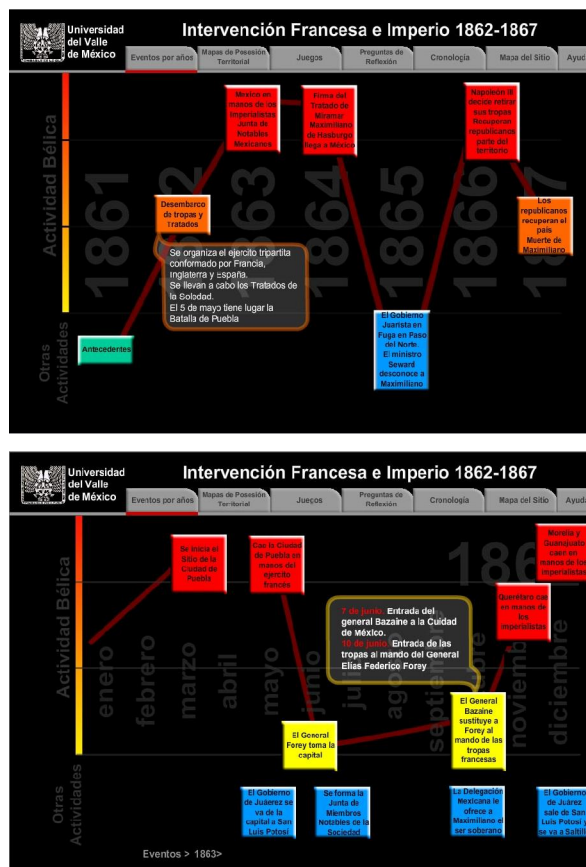 Universidad
del Valle
de México
Intervención Francesa e Imperio 1862-1867
Eventos por años
Mapas de Posesión
Territorial
Juegos
Preguntas de
Reflexión
Cronología
Mapa del Sitio
Ayud
Actividad Bélica
Otras
Actividades
1861
1862
1863
1864
1865
1866
1867
Antecedentes
Desembarco
de tropas y
Tratados
Se organiza el ejercito tripartita
conformado por Francia,
Inglaterra y España.
Se llevan a cabo los Tratados de
la Soledad.
El 5 de mayo tiene lugar la
Batalla de Puebla
México en
manos de los
Imperialistas
Junta de
Notables
Mexicanos
Firma del
Tratado de
Miramar
Maximiliano
de Hasburgo
llega a México
El Gobierno
Juarista en
Fuga en Paso
del Norte.
El ministro
Seward
desconoce a
Maximiliano
Napoleón III
decide retirar
sus tropas
Recuperan
republicanos
parte del
territorio
Los
republicanos
recuperan el
país
Muerte de
Maximiliano
Universidad
del Valle
de México
Intervención Francesa e Imperio 1862-1867
Eventos por años
Mapas de Posesión
Territorial
Juegos
Preguntas de
Reflexión
Cronología
Mapa del Sitio
Ayud
Actividad Bélica
Otras
Actividades
enero
febrero
marzo
abril
mayo
junio
julio
agosto
septiembre
noviemb
diciemb
Se inicia el
Sitio de la
Ciudad de
Puebla
Cae la Ciudad
de Puebla en
manos del
ejercito
francés
El General
Forey toma la
capital
7 de junio. Entrada del
general Bazaine a la Cuidad
de México.
10 de junio. Entrada de las
tropas al mando del General
Elías Federico Forey
El General
Bazaine
sustituye a
Forey al
mando de las
tropas
francesas
Querétaro cae
en manos de
los
imperialistas
Morelia y
Guanajuato
caen en
manos de los
imperialistas
El Gobierno
de Juáerez se
va de la
capital a San
Luis Potosí
Se forma la
Junta de
Miembros
Notables de la
Sociedad
La Delegación
Mexicana le
ofrece a
Maximiliano el
ser soberano
El Gobierno
de Juárez
sale de San
Luis Potosí y
se va a Saltill
Eventos > 1863>